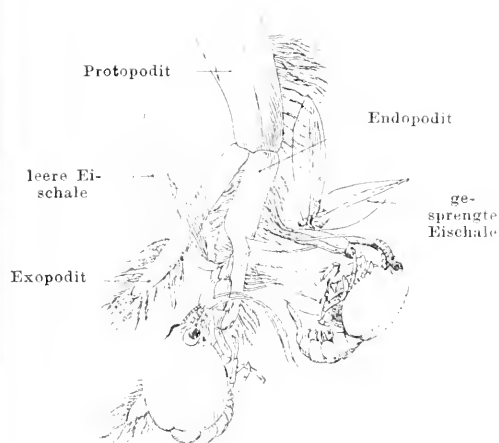 Protopodit
Endopodit
leere Ei-
schale
ge-
sprengte
Eischale
Exopodit